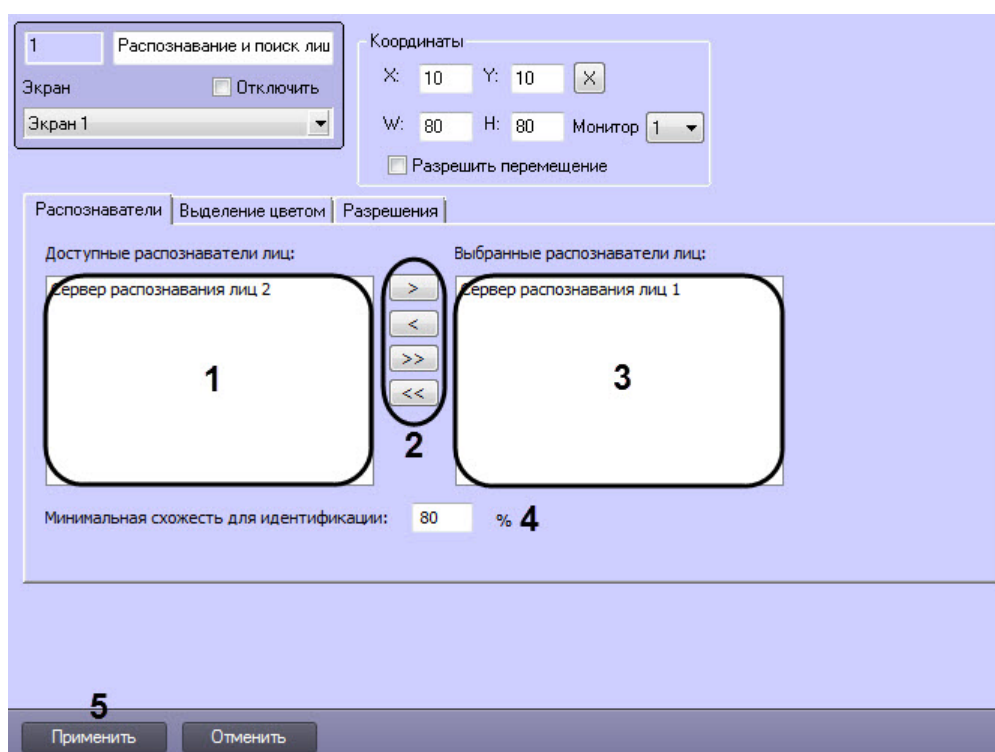 1 Распознавание и поиск лиц
Экран Отключить
Экран 1
Координаты
X: 10 Y: 10 X
W: 80 H: 80 Монитор 1
Разрешить перемещение
Распознаватели Выделение цветом Разрешения
Доступные распознаватели лиц: Выбранные распознаватели лиц:
Сервер распознавания лиц 2 > Сервер распознавания лиц 1
<
>>
1 3
<<
2
Минимальная схожесть для идентификации: 80 % 4
5
Применить Отменить